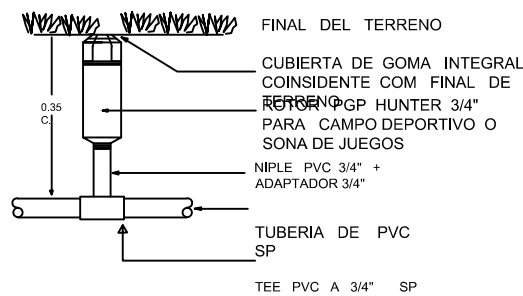 FINAL DEL TERRENO
CUBIERTA DE GOMA INTEGRAL
COINSIDENTE COM FINAL DE
TERRENO
ROTOR PGP HUNTER 3/4"
PARA CAMPO DEPORTIVO O
SONA DE JUEGOS
0.35
C.
NIPLE PVC 3/4" +
ADAPTADOR 3/4"
TUBERIA DE PVC
SP
TEE PVC A 3/4" SP